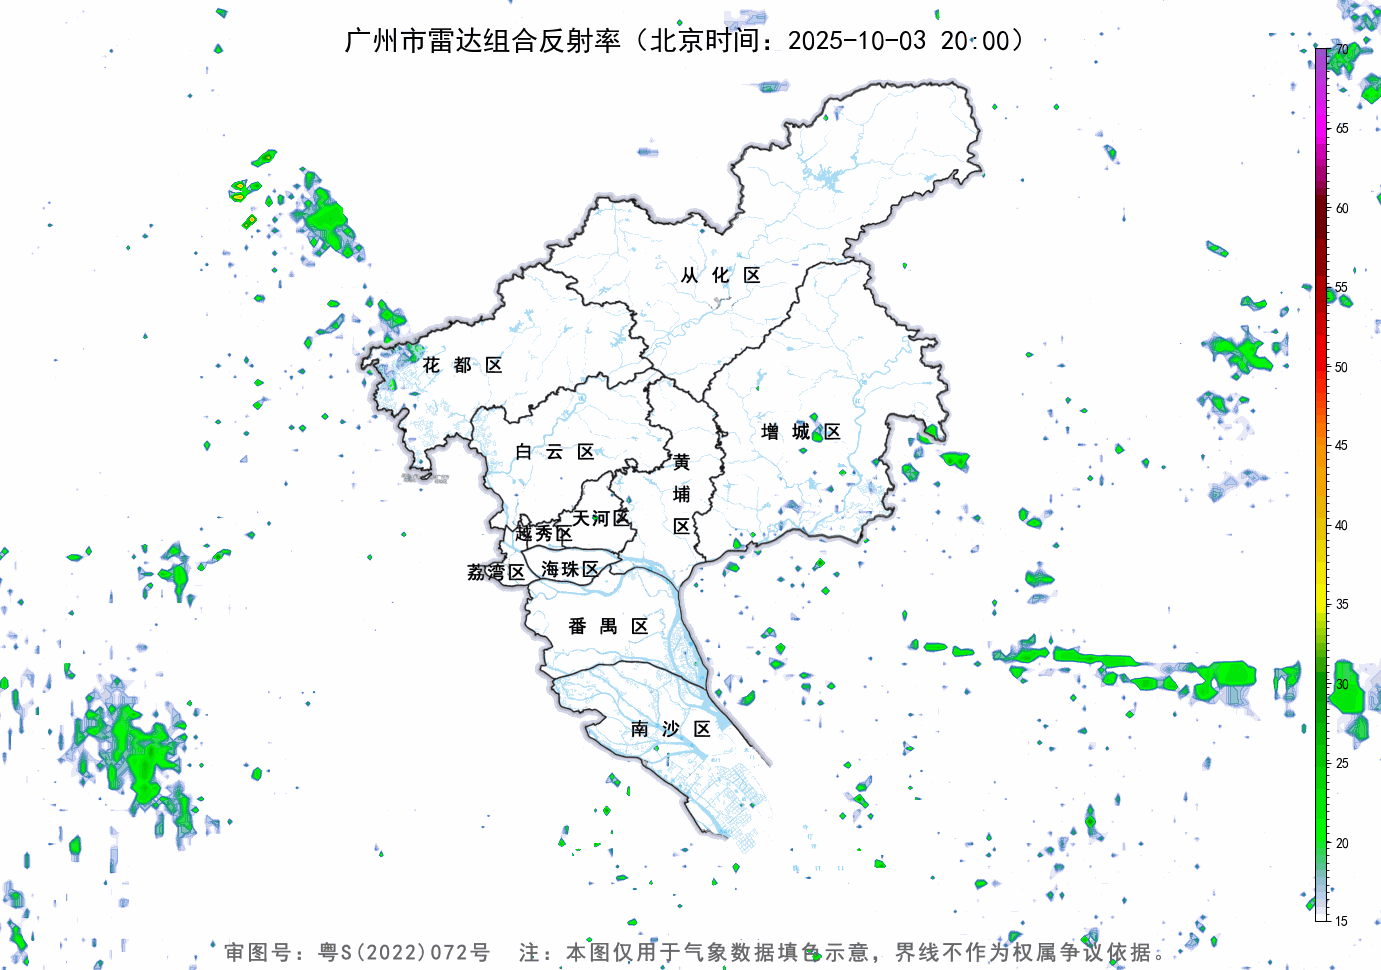 广州市雷达组合反射率（北京时间：2025-10-03 20:00）
70
65
60
55
50
45
40
35
30
25
20
15
从化区
花都区
增城区
白云区
黄埔区
天河区
越秀区
荔湾区
海珠区
番禺区
南沙区
审图号：粤S(2022)072号 注：本图仅用于气象数据填色示意，界线不作为权属争议依据。